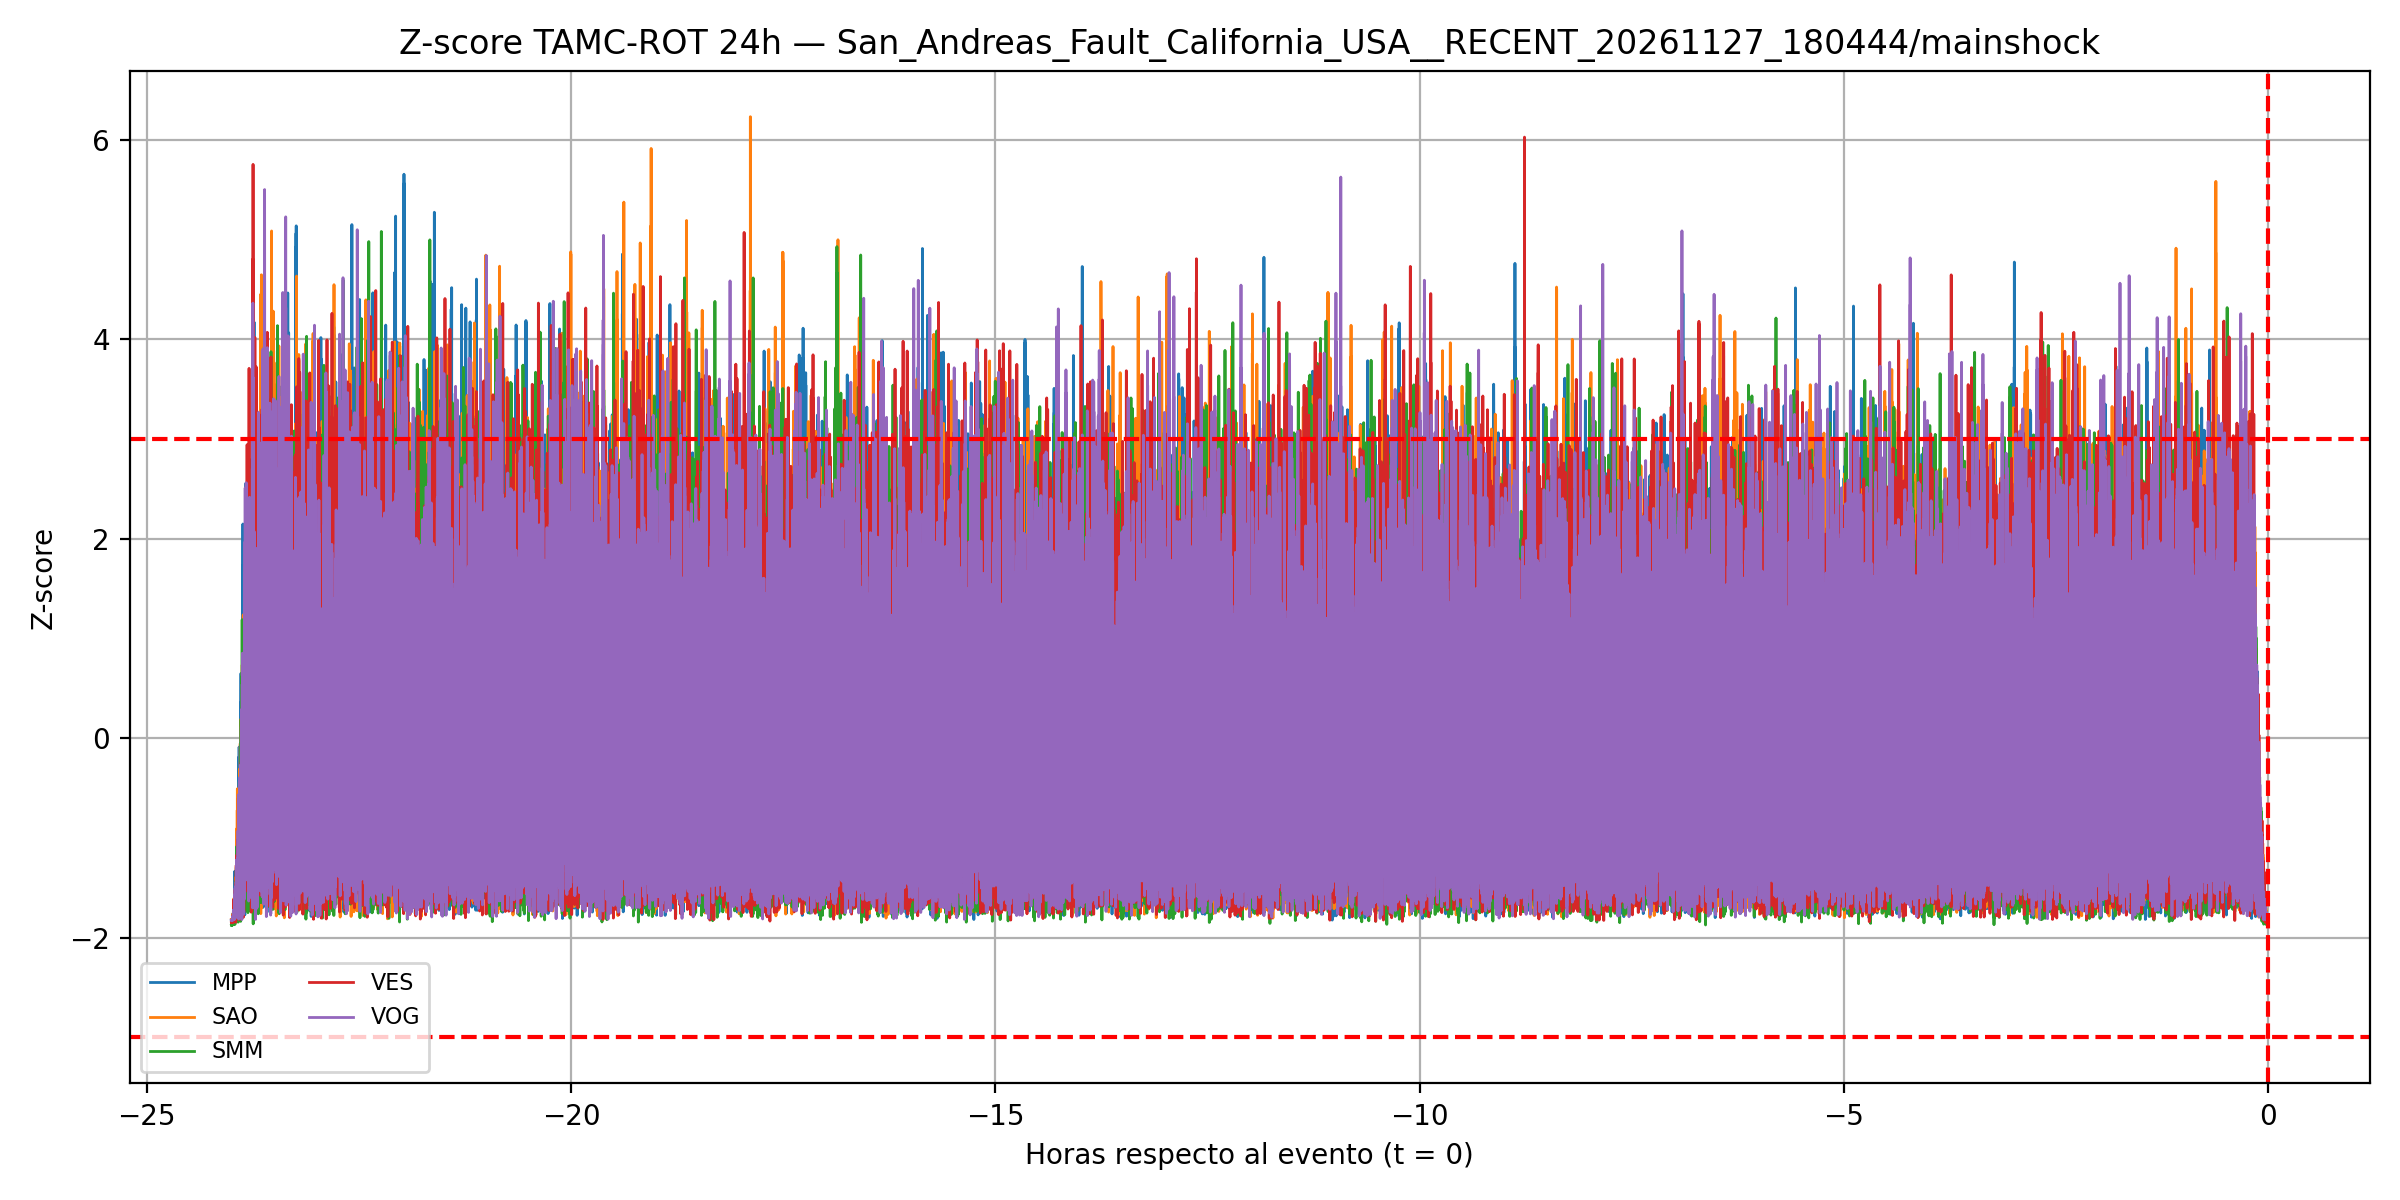 Z-score TAMC-ROT 24h — San_Andreas_Fault_California_USA__RECENT_20261127_180444/mainshock
6
4
2
0
−2
Z-score
MPP
SAO
SMM
VES
VOG
−25
−20
−15
−10
−5
0
Horas respecto al evento (t = 0)